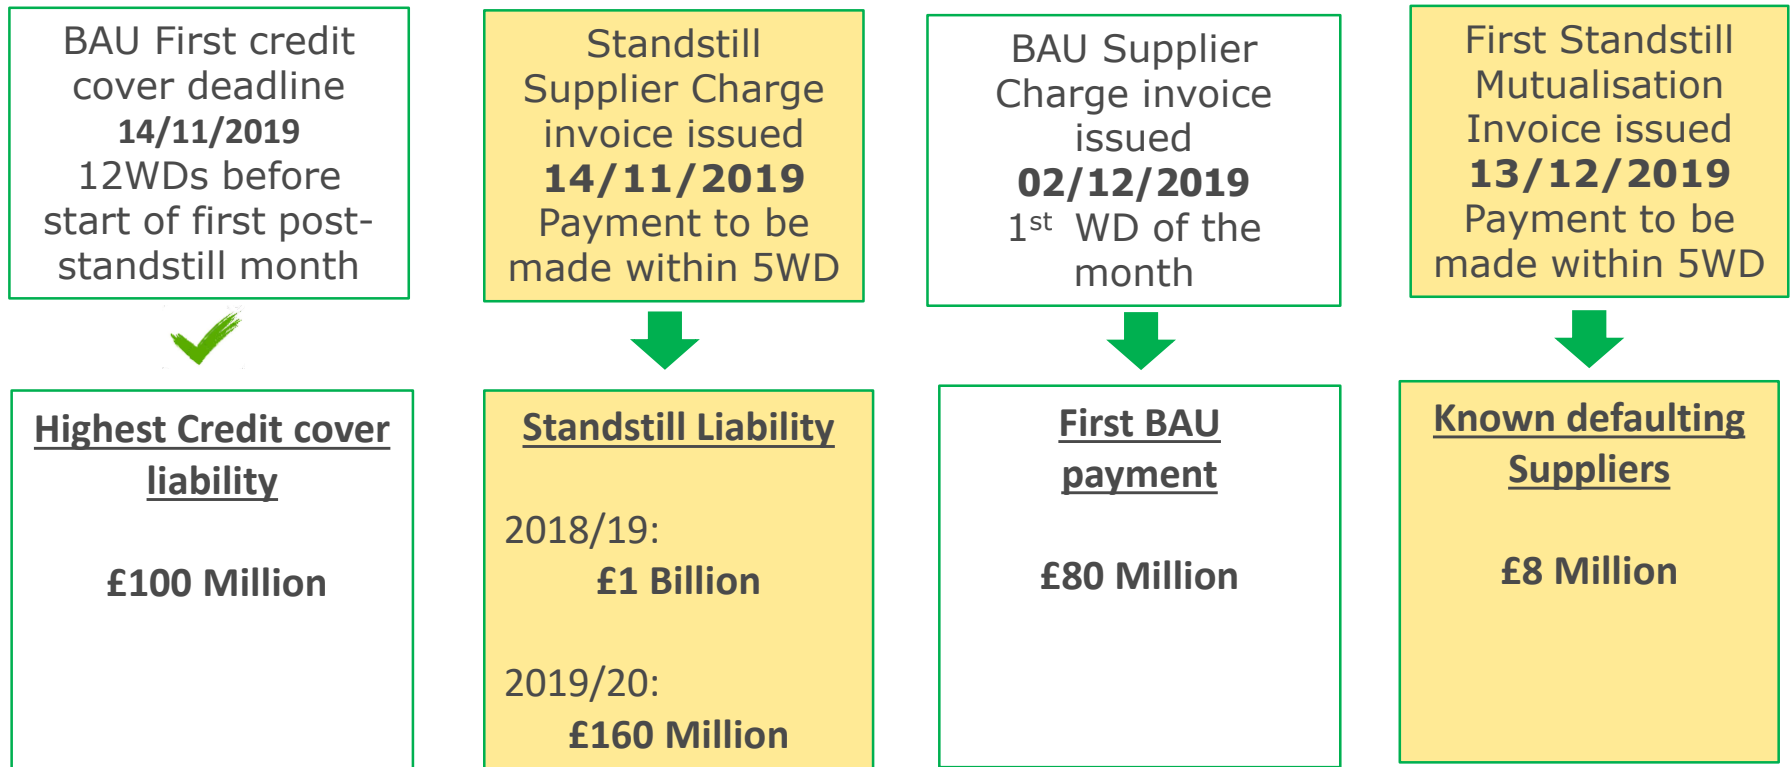 BAU First credit
cover deadline
14/11/2019
12WDs before
start of first post-
standstill month
Standstill
Supplier Charge
invoice issued
14/11/2019
Payment to be
made within 5WD
BAU Supplier
Charge invoice
issued
02/12/2019
1st WD of the
month
First Standstill
Mutualisation
Invoice issued
13/12/2019
Payment to be
made within 5WD
Highest Credit cover
liability
£100 Million
Standstill Liability
2018/19:
£1 Billion
2019/20:
£160 Million
First BAU
payment
£80 Million
Known defaulting
Suppliers
£8 Million